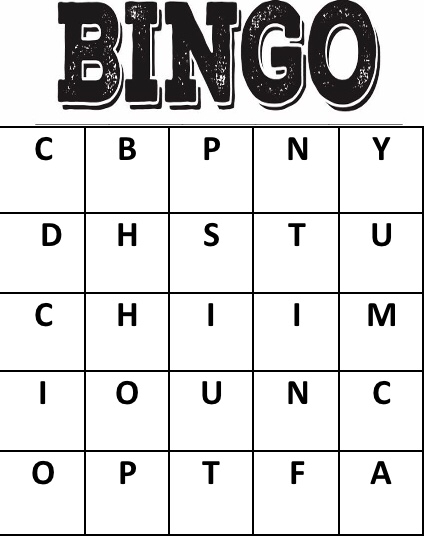 BINGO
C B P N Y
D H S T U
C H I I M
I O U N C
O P T F A